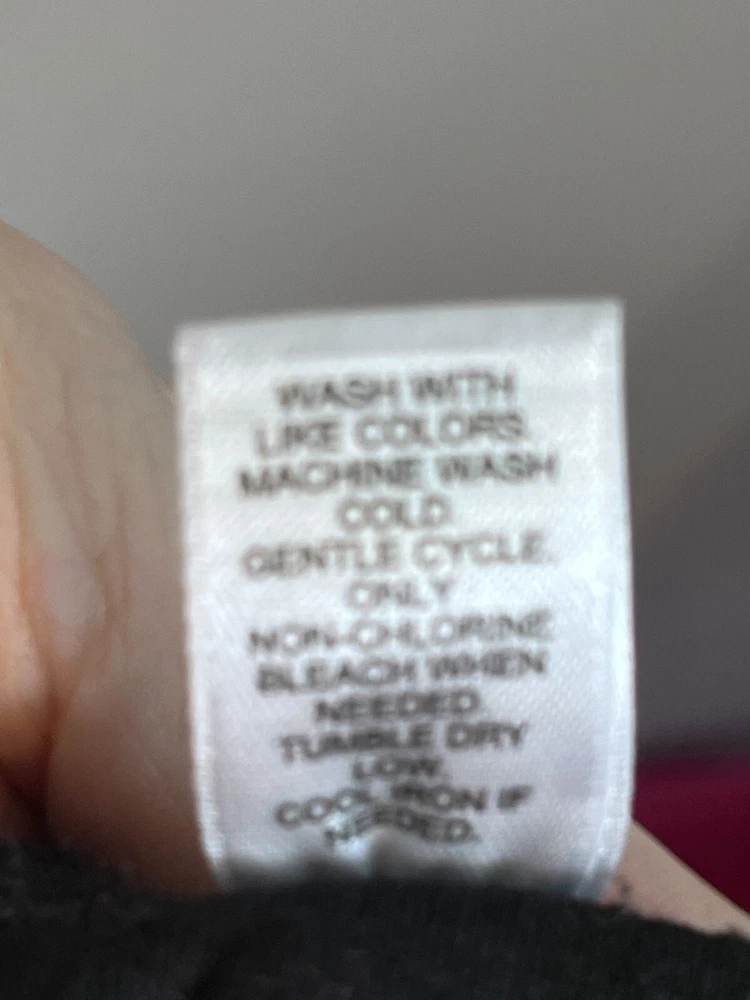 WASH WITH
LIKE COLORS.
MACHINE WASH
COLD.
GENTLE CYCLE.
ONLY
NON-CHLORINE
BLEACH WHEN
NEEDED.
TUMBLE DRY
LOW.
COOL IRON IF
NEEDED.